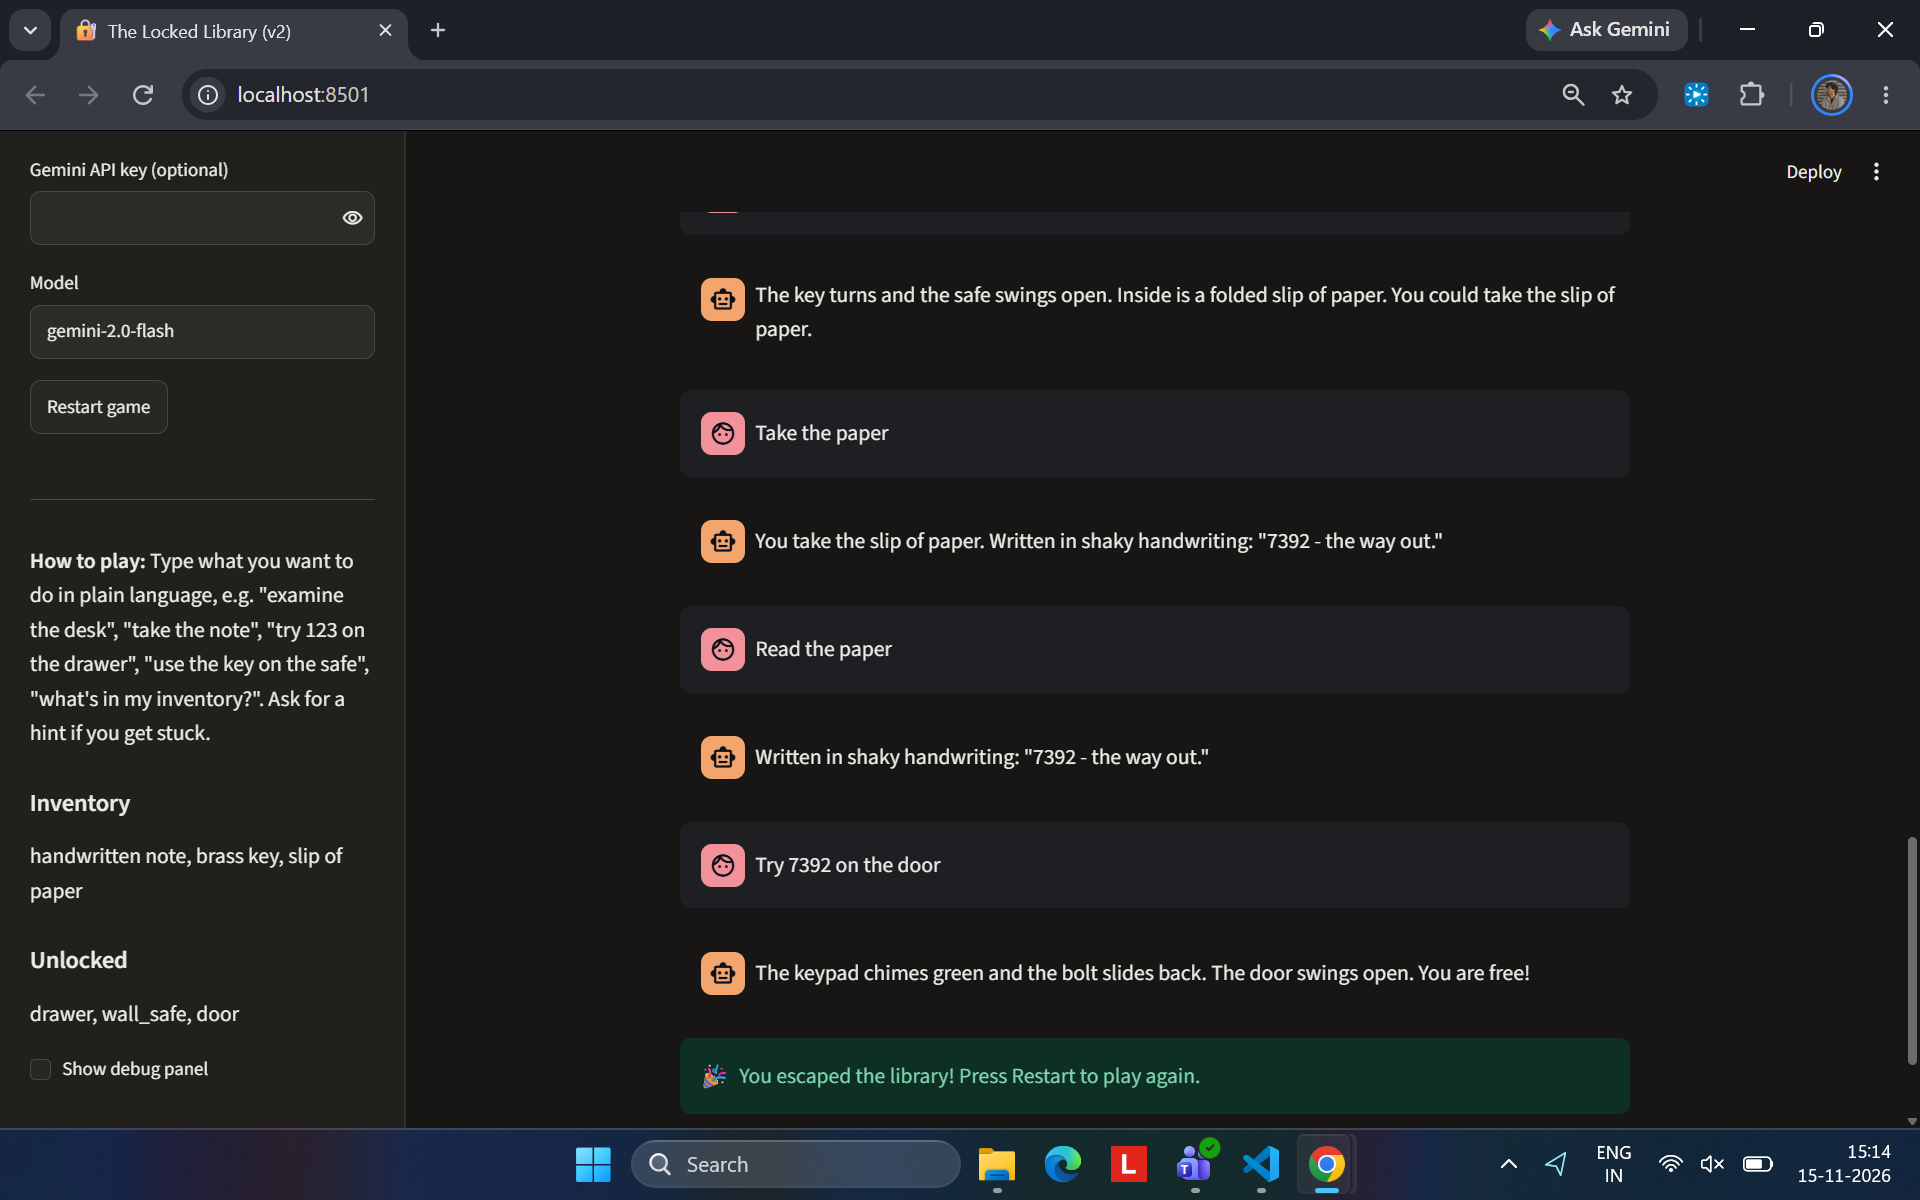 The Locked Library (v2)
Ask Gemini
localhost:8501
Gemini API key (optional)
Model
gemini-2.0-flash
Restart game
How to play: Type what you want to
do in plain language, e.g. "examine
the desk", "take the note", "try 123 on
the drawer", "use the key on the safe",
"what's in my inventory?". Ask for a
hint if you get stuck.
Inventory
handwritten note, brass key, slip of
paper
Unlocked
drawer, wall_safe, door
Show debug panel
Deploy
The key turns and the safe swings open. Inside is a folded slip of paper. You could take the slip of
paper.
Take the paper
You take the slip of paper. Written in shaky handwriting: "7392 - the way out."
Read the paper
Written in shaky handwriting: "7392 - the way out."
Try 7392 on the door
The keypad chimes green and the bolt slides back. The door swings open. You are free!
You escaped the library! Press Restart to play again.
Search
L
T
ENG
IN
15:14
15-11-2026